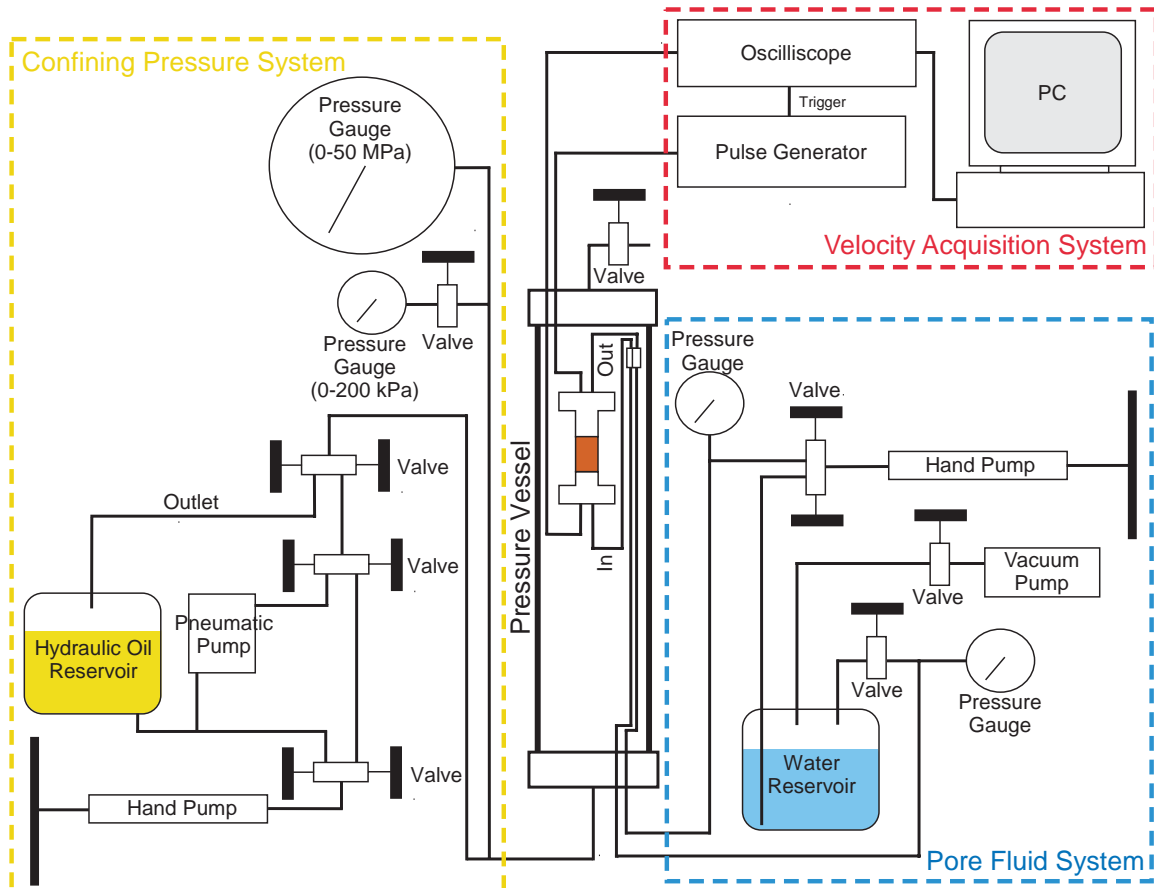 Confining Pressure System
Pressure
Gauge
(0-50 MPa)
Valve
Pressure
Gauge
(0-200 kPa)
Valve
Outlet
Valve
Pneumatic
Pump
Hydraulic Oil
Reservoir
Valve
Hand Pump
Pressure Vessel
Valve
Out
In
Oscilliscope
Trigger
Pulse Generator
PC
Velocity Acquisition System
Pressure
Gauge
Valve
Hand Pump
Vacuum
Pump
Valve
Valve
Pressure
Gauge
Water
Reservoir
Pore Fluid System